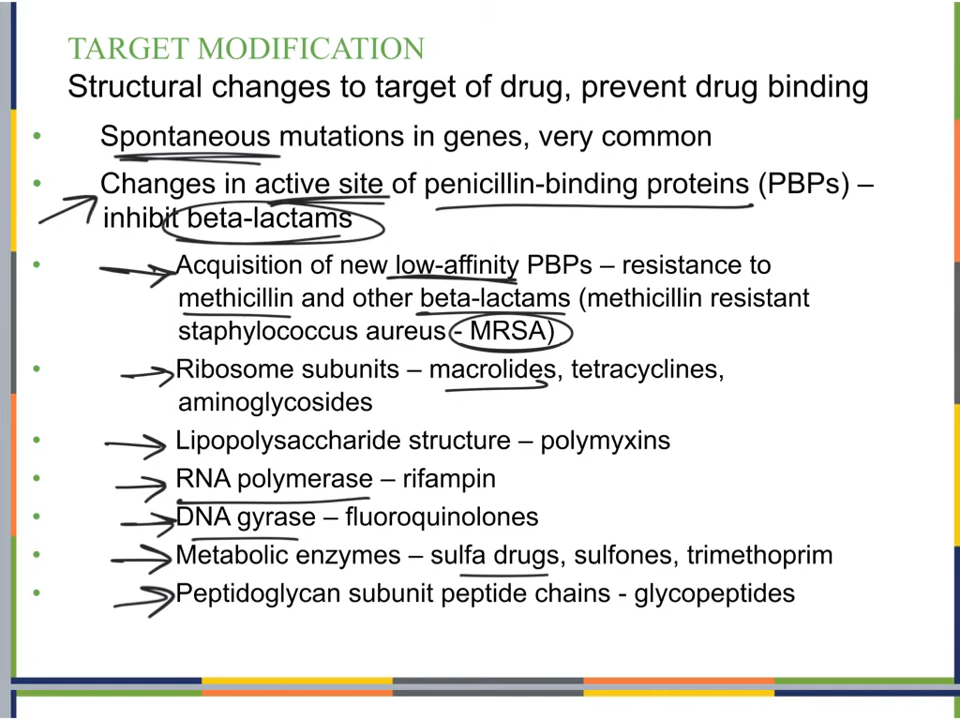 TARGET MODIFICATION
Structural changes to target of drug, prevent drug binding
• Spontaneous mutations in genes, very common
• Changes in active site of penicillin-binding proteins (PBPs) –
inhibit beta-lactams
• Acquisition of new low-affinity PBPs – resistance to
methicillin and other beta-lactams (methicillin resistant
staphylococcus aureus - MRSA)
• Ribosome subunits – macrolides, tetracyclines,
aminoglycosides
• Lipopolysaccharide structure – polymyxins
• RNA polymerase – rifampin
• DNA gyrase – fluoroquinolones
• Metabolic enzymes – sulfa drugs, sulfones, trimethoprim
• Peptidoglycan subunit peptide chains - glycopeptides